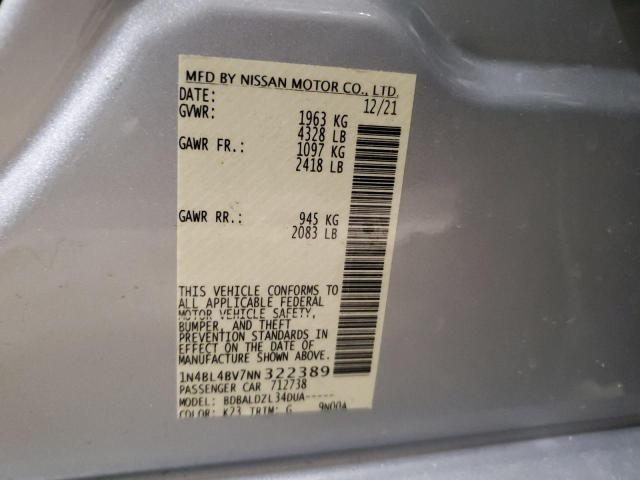 MFD BY NISSAN MOTOR CO., LTD.
DATE: 12/21
GVWR: 1963 KG
4328 LB
GAWR FR.: 1097 KG
2418 LB
GAWR RR.: 945 KG
2083 LB
THIS VEHICLE CONFORMS TO
ALL APPLICABLE FEDERAL
MOTOR VEHICLE SAFETY,
BUMPER, AND THEFT
PREVENTION STANDARDS IN
EFFECT ON THE DATE OF
MANUFACTURE SHOWN ABOVE.
1N4BL4BV7NN322389
PASSENGER CAR 712738
MODEL: BDBALDZL34DUA-----
COLOR: K23 TRIM: G 9N00A